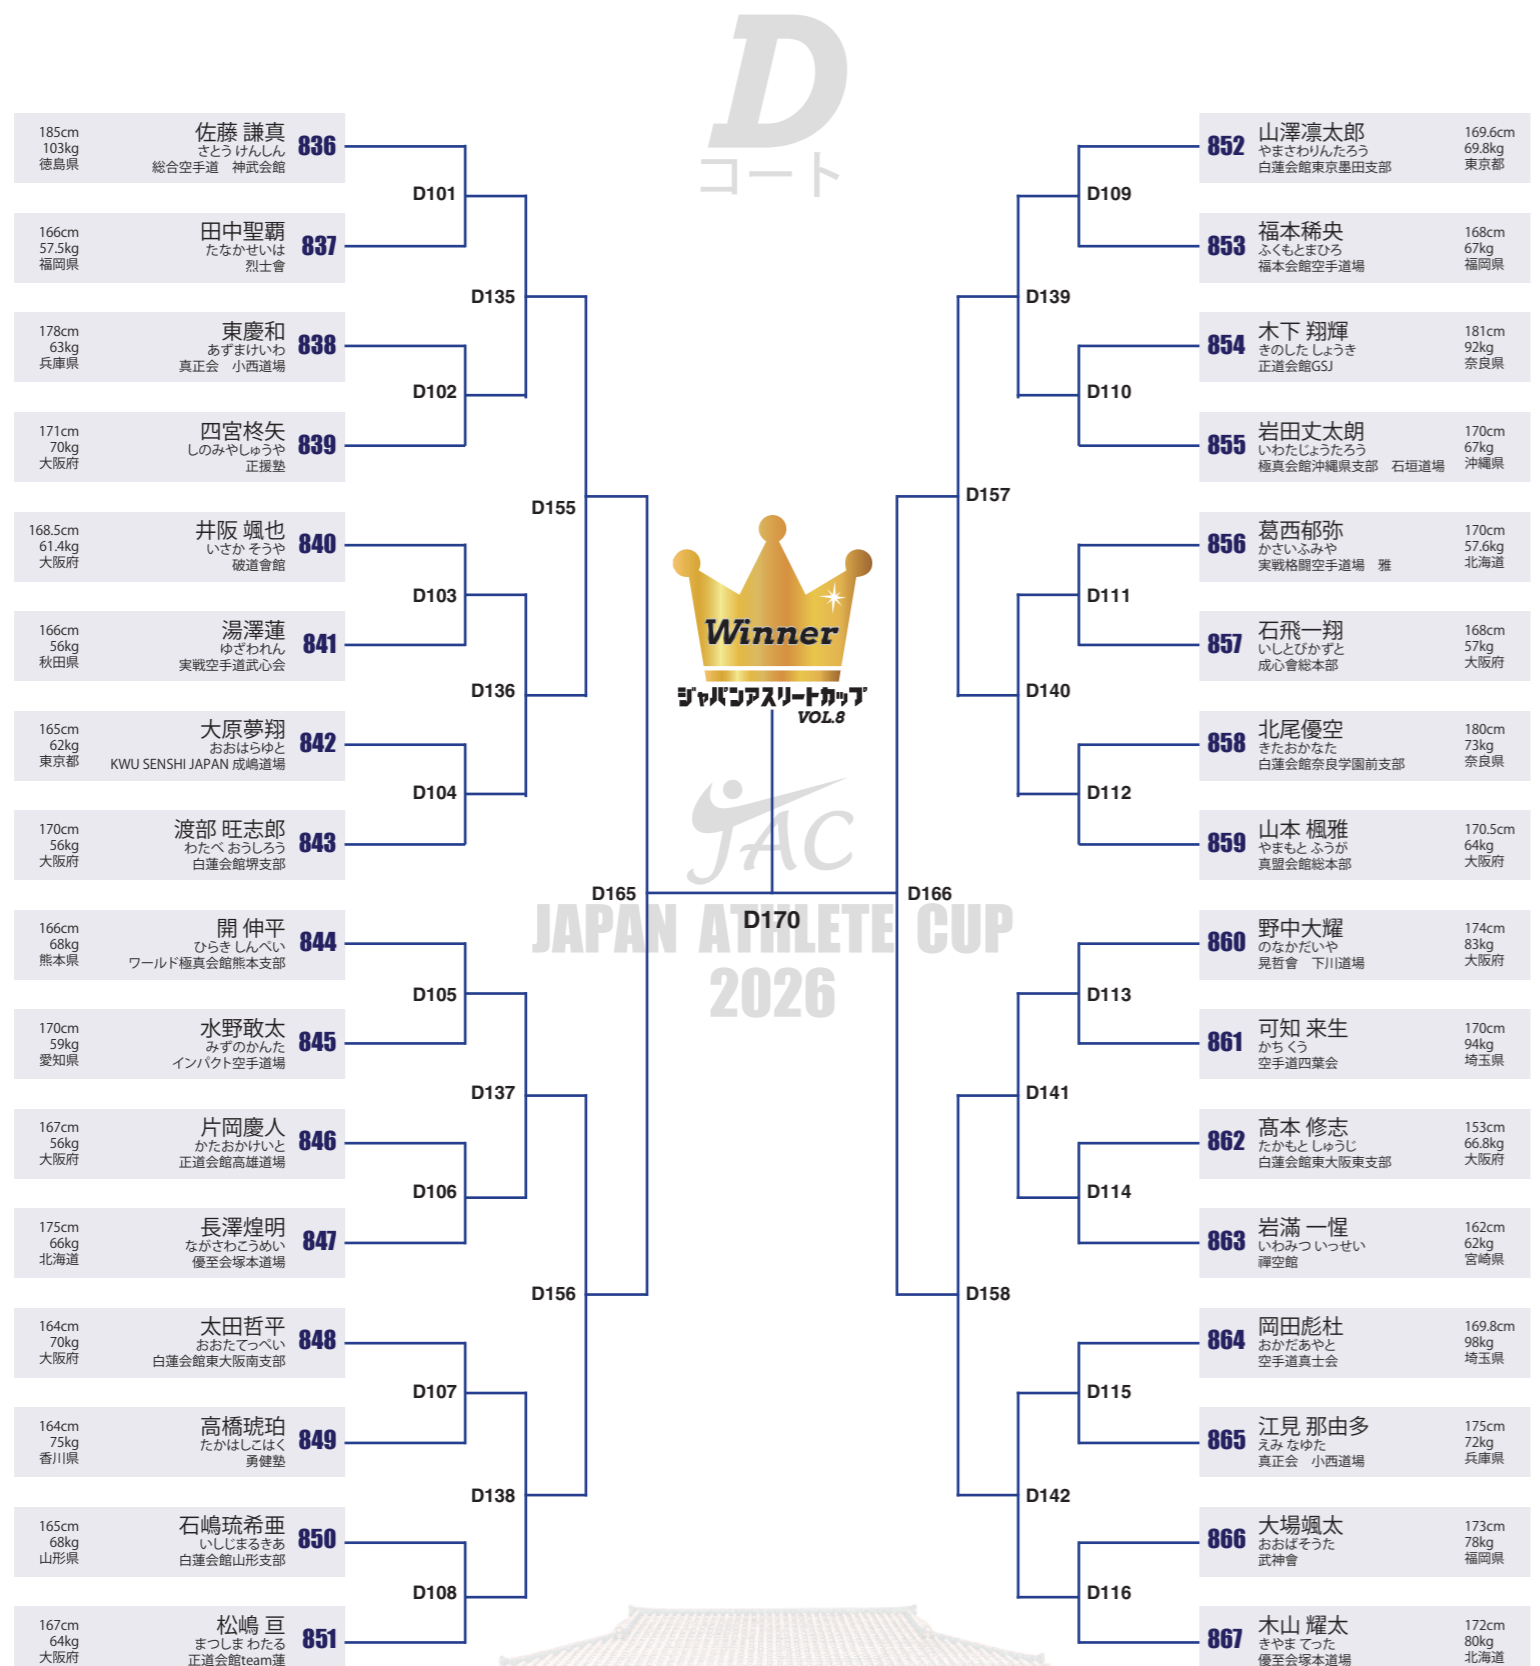 D
コート
185cm
103kg
徳島県
佐藤 謙真
さとう けんしん
総合空手道　神武会館
836
166cm
57.5kg
福岡県
田中聖覇
たなかせいは
烈士會
837
178cm
63kg
兵庫県
東慶和
あずまけいわ
真正会　小西道場
838
171cm
70kg
大阪府
四宮柊矢
しのみやしゅうや
正援塾
839
168.5cm
61.4kg
大阪府
井阪 颯也
いさか そうや
破道會館
840
166cm
56kg
秋田県
湯澤蓮
ゆざわれん
実戦空手道武心会
841
165cm
62kg
東京都
大原夢翔
おおはらゆと
KWU SENSHI JAPAN 成嶋道場
842
170cm
56kg
大阪府
渡部 旺志郎
わたべ おうしろう
白蓮会館堺支部
843
166cm
68kg
熊本県
開 伸平
ひらき しんぺい
ワールド極真会館熊本支部
844
170cm
59kg
愛知県
水野敢太
みずのかんた
インパクト空手道場
845
167cm
56kg
大阪府
片岡慶人
かたおかけいと
正道会館高雄道場
846
175cm
66kg
北海道
長澤煌明
ながさわこうめい
優至会塚本道場
847
164cm
70kg
大阪府
太田哲平
おおたてっぺい
白蓮会館東大阪南支部
848
164cm
75kg
香川県
高橋琥珀
たかはしこはく
勇健塾
849
165cm
68kg
山形県
石嶋琉希亜
いしじまるきあ
白蓮会館山形支部
850
167cm
64kg
大阪府
松嶋 亘
まつしま わたる
正道会館team蓮
851
D101
D102
D103
D104
D105
D106
D107
D108
D135
D136
D137
D138
D155
D156
D165
Winner
ジャパンアスリートカップ
VOL.8
JAC
D170
JAPAN ATHLETE CUP
2026
D166
D157
D158
D139
D140
D141
D142
D109
D110
D111
D112
D113
D114
D115
D116
852
山澤凛太郎
やまさわりんたろう
白蓮会館東京墨田支部
169.6cm
69.8kg
東京都
853
福本稀央
ふくもとまひろ
福本会館空手道場
168cm
67kg
福岡県
854
木下 翔輝
きのした しょうき
正道会館GSJ
181cm
92kg
奈良県
855
岩田丈太朗
いわたじょうたろう
極真会館沖縄県支部　石垣道場
170cm
67kg
沖縄県
856
葛西郁弥
かさいふみや
実戦格闘空手道場　雅
170cm
57.6kg
北海道
857
石飛一翔
いしとびかずと
成心會総本部
168cm
57kg
大阪府
858
北尾優空
きたおかなた
白蓮会館奈良学園前支部
180cm
73kg
奈良県
859
山本 楓雅
やまもと ふうが
真盟会館総本部
170.5cm
64kg
大阪府
860
野中大耀
のなかだいや
晃哲會　下川道場
174cm
83kg
大阪府
861
可知 来生
かち くう
空手道四葉会
170cm
94kg
埼玉県
862
髙本 修志
たかもと しゅうじ
白蓮会館東大阪東支部
153cm
66.8kg
大阪府
863
岩滿 一惺
いわみつ いっせい
禪空館
162cm
62kg
宮崎県
864
岡田彪杜
おかだあやと
空手道真士会
169.8cm
98kg
埼玉県
865
江見 那由多
えみ なゆた
真正会　小西道場
175cm
72kg
兵庫県
866
大場颯太
おおばそうた
武神會
173cm
78kg
福岡県
867
木山 耀太
きやま てった
優至会塚本道場
172cm
80kg
北海道